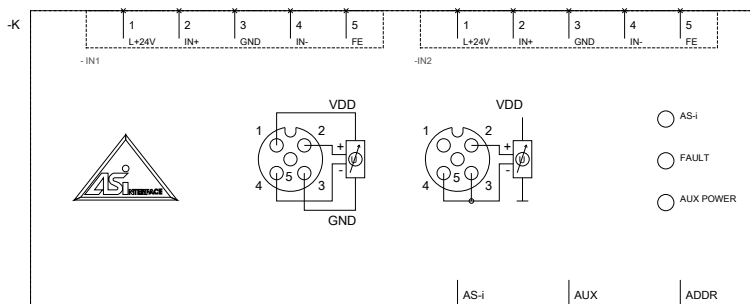 -K
1 2 3 4 5 1 2 3 4 5
L+24V IN+ GND IN- FE L+24V IN+ GND IN- FE
- IN1 -IN2
VDD VDD
1 2 + U - 1 2 + U -
4 5 3 4 5 3
GND
AS-i
FAULT
AUX POWER
ASi INTERFACE
AS-i AUX ADDR